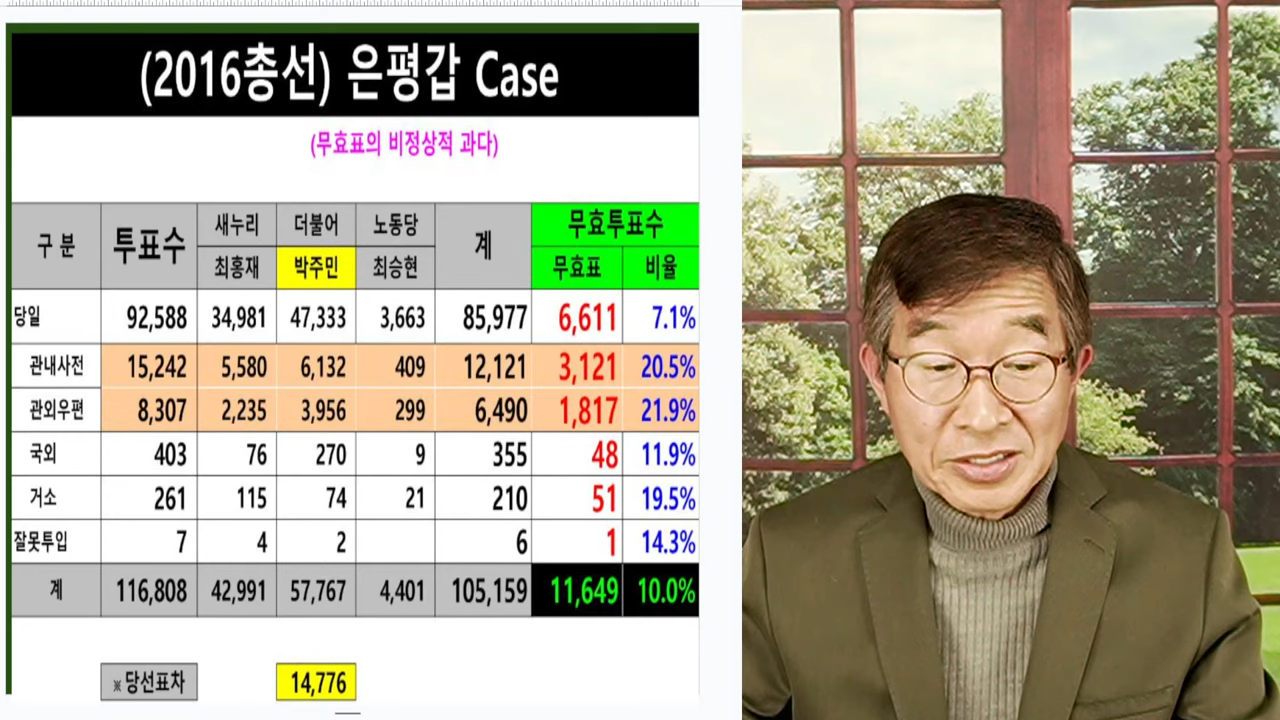 (2016총선) 은평갑 Case
(무효표의 비정상적 과다)
구 분 투표수 새누리 더불어 노동당 계 무효투표수
최홍재 박주민 최승현 무효표 비율
당일 92,588 34,981 47,333 3,663 85,977 6,611 7.1%
관내사전 15,242 5,580 6,132 409 12,121 3,121 20.5%
관외우편 8,307 2,235 3,956 299 6,490 1,817 21.9%
국외 403 76 270 9 355 48 11.9%
거소 261 115 74 21 210 51 19.5%
잘못투입 7 4 2 6 1 14.3%
계 116,808 42,991 57,767 4,401 105,159 11,649 10.0%
※ 당선표차 14,776